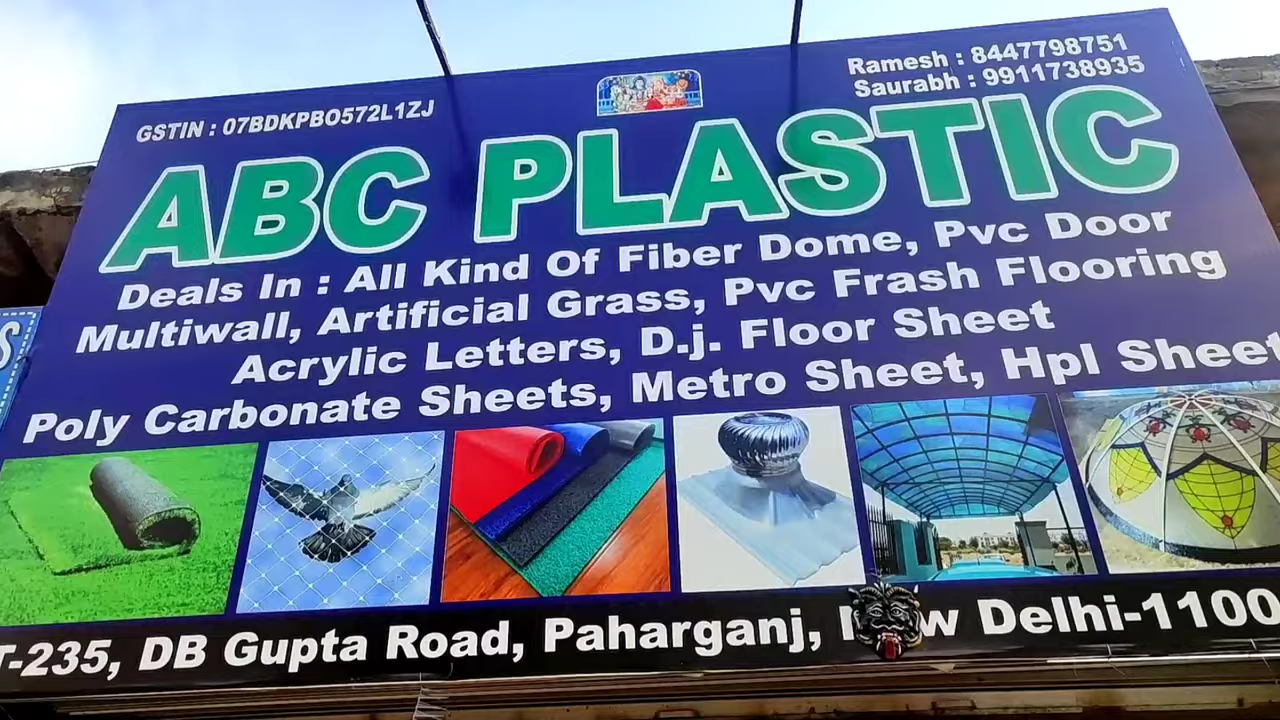 GSTIN : 07BDKPBO572L1ZJ
Ramesh : 8447798751
Saurabh : 9911738935
ABC PLASTIC
Deals In : All Kind Of Fiber Dome, Pvc Door
Multiwall, Artificial Grass, Pvc Frash Flooring
Acrylic Letters, D.j. Floor Sheet
Poly Carbonate Sheets, Metro Sheet, Hpl Sheet
T-235, DB Gupta Road, Paharganj, New Delhi-1100